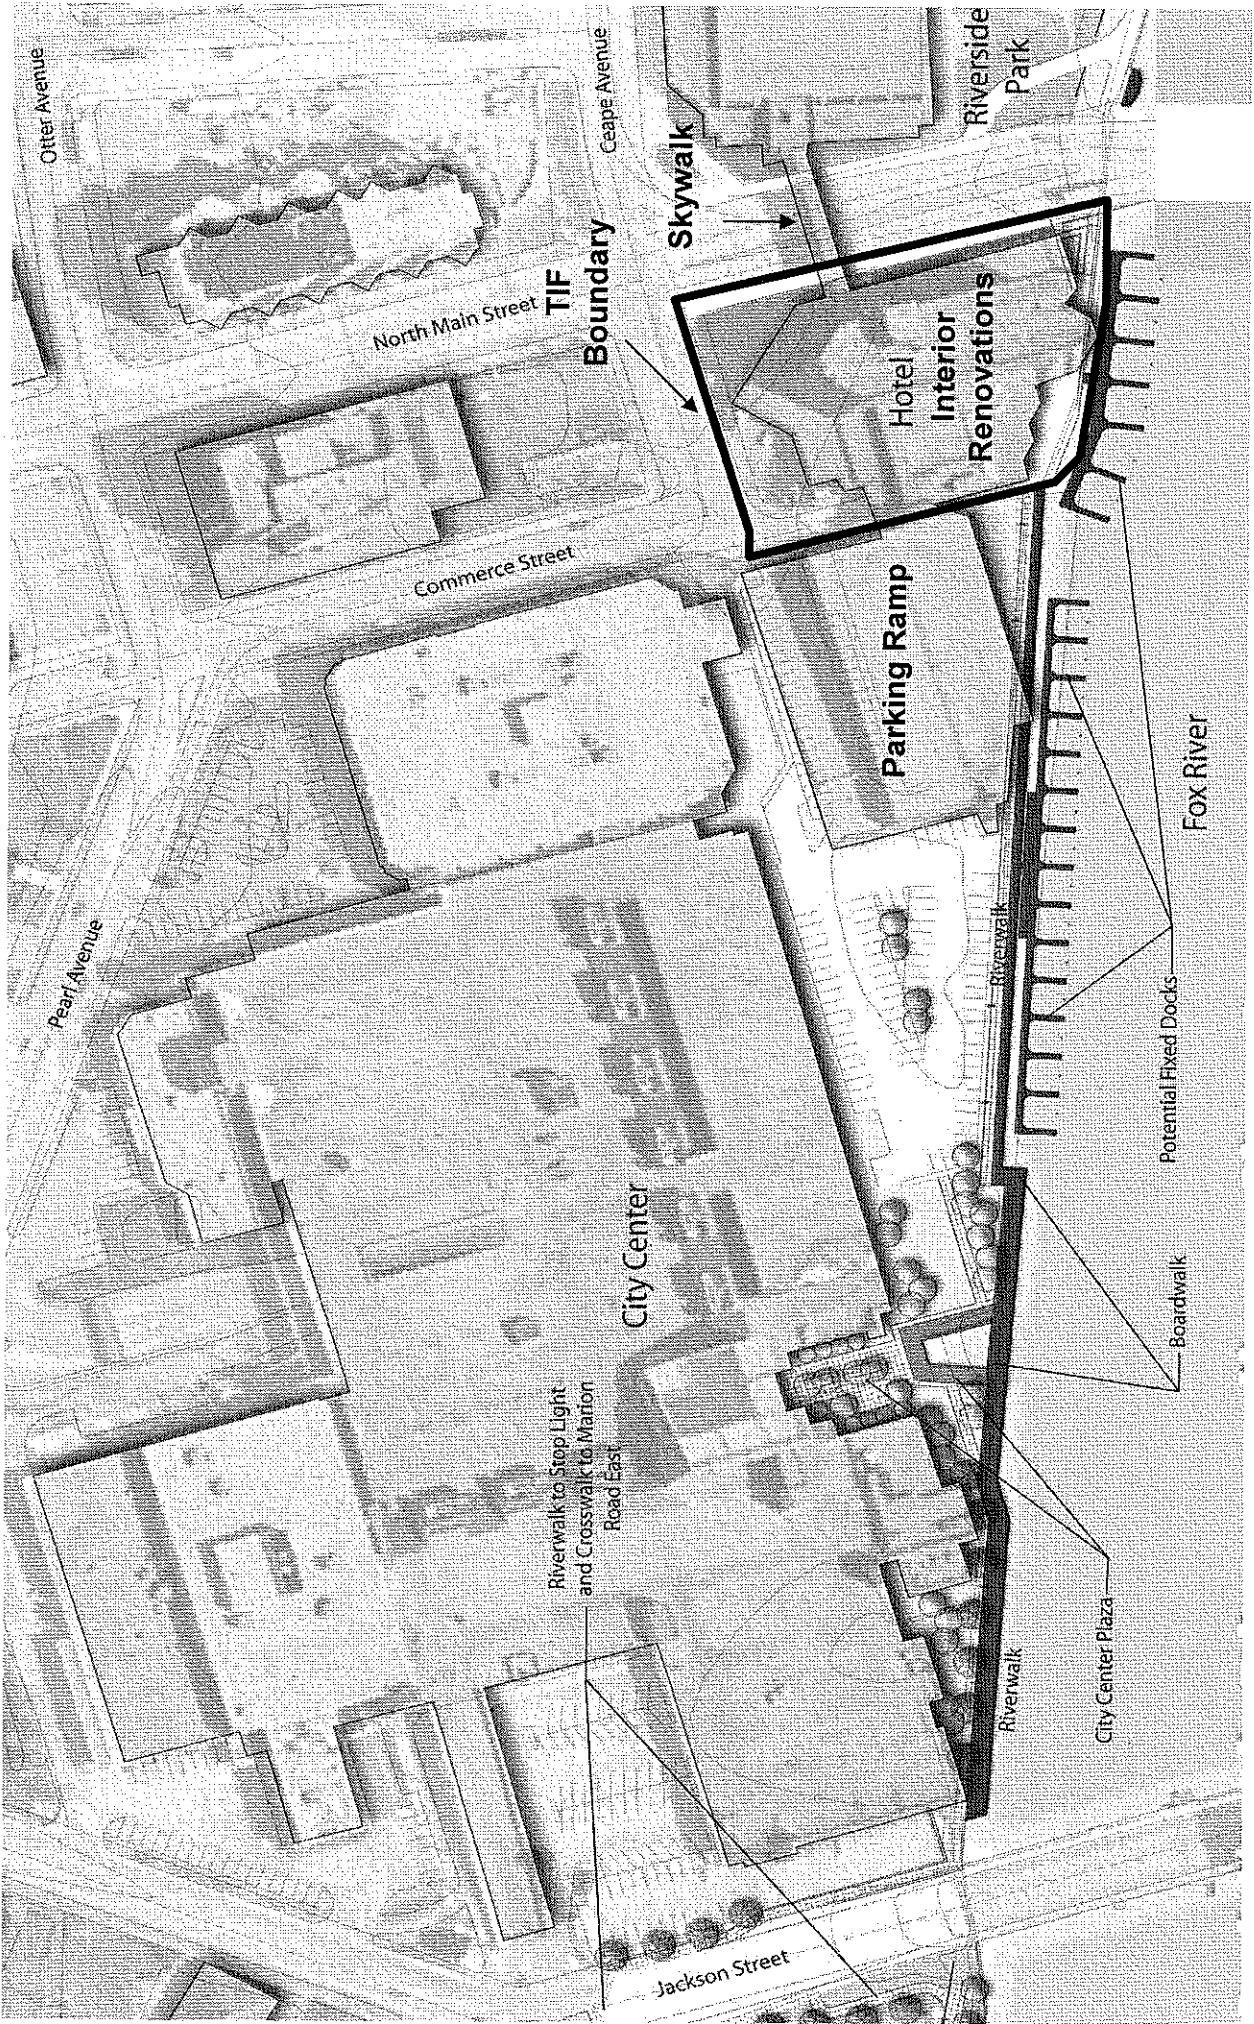 Otter Avenue
Ceape Avenue
Riverside
Park
Skywalk
TIF
Boundary
North Main Street
Hotel
Interior
Renovations
Commerce Street
Parking Ramp
Fox River
Pearl Avenue
Riverwalk
Potential Fixed Docks
City Center
Boardwalk
Riverwalk to Stop Light
and Crosswalk to Marion
Road East
Riverwalk
City Center Plaza
Jackson Street